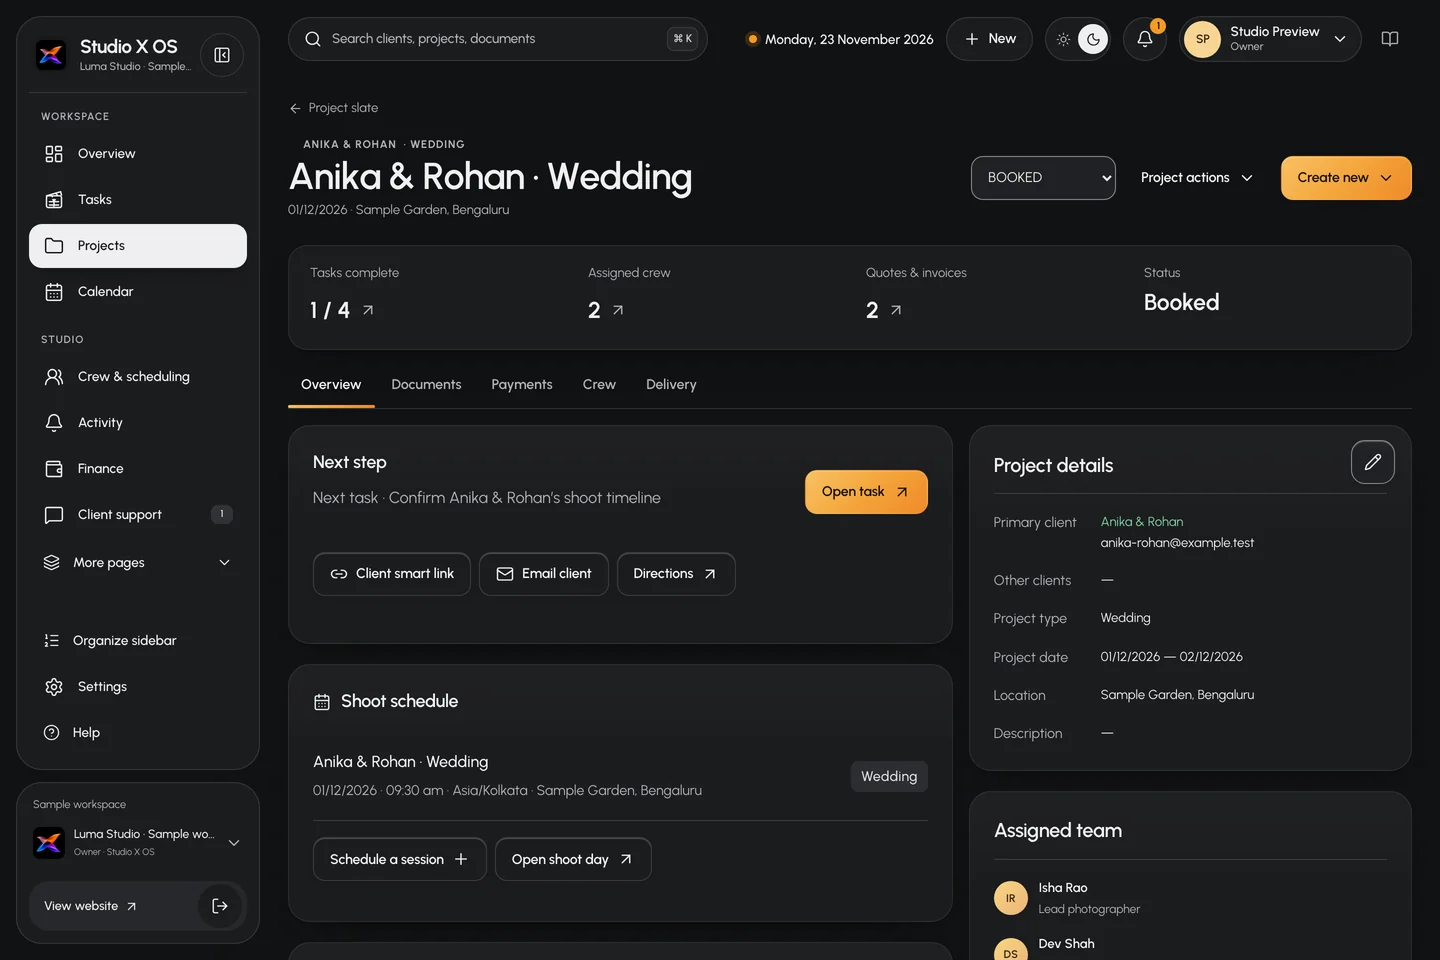 Studio X OS
Luma Studio · Sample...
WORKSPACE
Overview
Tasks
Projects
Calendar
STUDIO
Crew & scheduling
Activity
Finance
Client support 1
More pages
Organize sidebar
Settings
Help
Sample workspace
Luma Studio · Sample wo...
Owner · Studio X OS
View website
Search clients, projects, documents ⌘ K
Monday, 23 November 2026
New
1
SP
Studio Preview
Owner
Project slate
ANIKA & ROHAN · WEDDING
Anika & Rohan · Wedding
01/12/2026 · Sample Garden, Bengaluru
BOOKED
Project actions
Create new
Tasks complete
1 / 4
Assigned crew
2
Quotes & invoices
2
Status
Booked
Overview Documents Payments Crew Delivery
Next step
Next task · Confirm Anika & Rohan's shoot timeline
Open task
Client smart link
Email client
Directions
Shoot schedule
Anika & Rohan · Wedding
01/12/2026 · 09:30 am · Asia/Kolkata · Sample Garden, Bengaluru
Wedding
Schedule a session
Open shoot day
Project details
Primary client Anika & Rohan
anika-rohan@example.test
Other clients —
Project type Wedding
Project date 01/12/2026 — 02/12/2026
Location Sample Garden, Bengaluru
Description —
Assigned team
IR
Isha Rao
Lead photographer
DS
Dev Shah